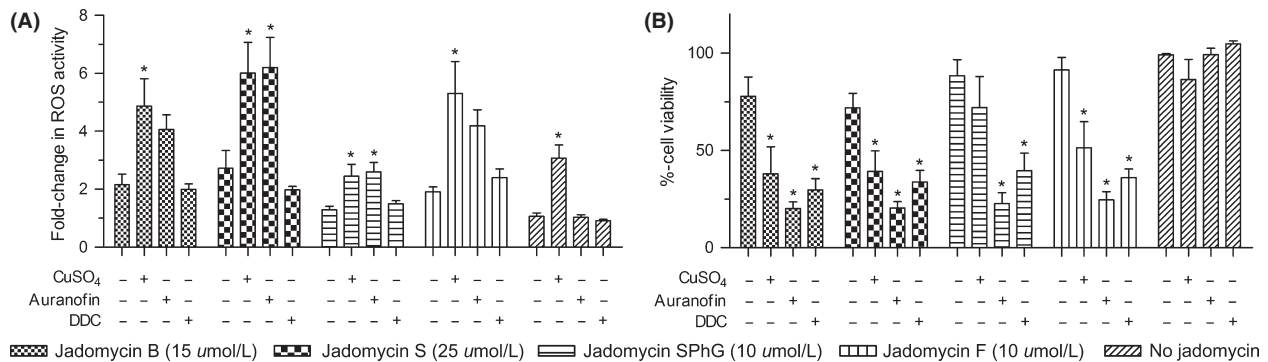 (A)
Fold-change in ROS activity
8
6
4
2
0
* * * * * * *
CuSO4 – + – – – + – – – + – – – + – – – + – –
Auranofin – – + – – – + – – – + – – – + – – – + –
DDC – – – + – – – + – – – + – – – + – – – +
(B)
%-cell viability
100
50
0
* * * * * * * * * * *
CuSO4 – + – – – + – – – + – – – + – – – + – –
Auranofin – – + – – – + – – – + – – – + – – – + –
DDC – – – + – – – + – – – + – – – + – – – +
Jadomycin B (15 umol/L) Jadomycin S (25 umol/L) Jadomycin SPhG (10 umol/L) Jadomycin F (10 umol/L) No jadomycin